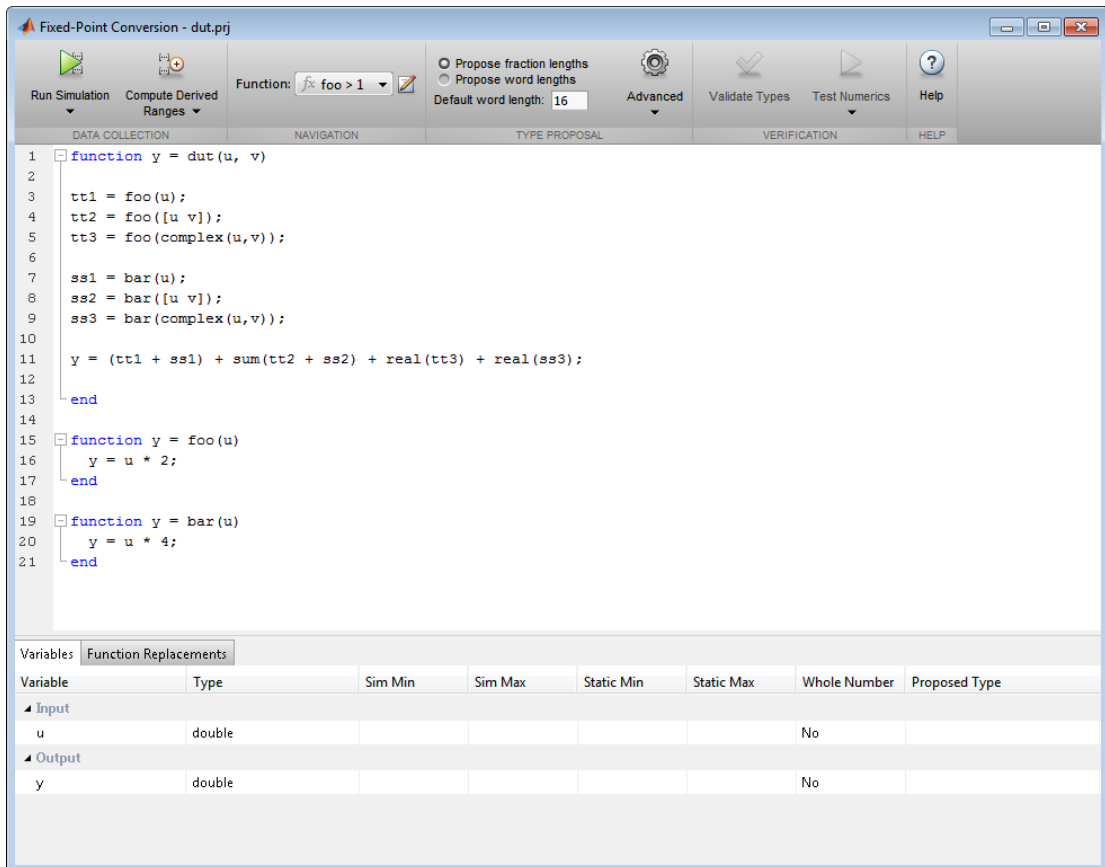 Fixed-Point Conversion - dut.prj
Run Simulation
Compute Derived
Ranges
Function: fx foo > 1
Propose fraction lengths
Propose word lengths
Default word length: 16
Advanced
Validate Types
Test Numerics
Help
DATA COLLECTION NAVIGATION TYPE PROPOSAL VERIFICATION HELP
1 function y = dut(u, v)
2
3 tt1 = foo(u);
4 tt2 = foo([u v]);
5 tt3 = foo(complex(u,v));
6
7 ss1 = bar(u);
8 ss2 = bar([u v]);
9 ss3 = bar(complex(u,v));
10
11 y = (tt1 + ss1) + sum(tt2 + ss2) + real(tt3) + real(ss3);
12
13 end
14
15 function y = foo(u)
16 y = u * 2;
17 end
18
19 function y = bar(u)
20 y = u * 4;
21 end
Variables Function Replacements
Variable Type Sim Min Sim Max Static Min Static Max Whole Number Proposed Type
Input
u double No
Output
y double No